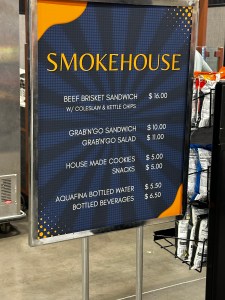 SMOKEHOUSE
BEEF BRISKET SANDWICH $ 16.00
W/ COLESLAW & KETTLE CHIPS
GRAB'N'GO SANDWICH $ 10.00
GRAB'N'GO SALAD $ 11.00
HOUSE MADE COOKIES $ 5.00
SNACKS $ 5.00
AQUAFINA BOTTLED WATER $ 5.50
BOTTLED BEVERAGES $ 6.50